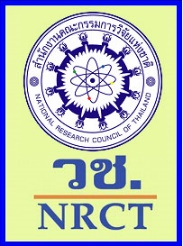 สำนักงานคณะกรรมการวิจัยแห่งชาติ
NATIONAL RESEARCH COUNCIL OF THAILAND
วช.
NRCT